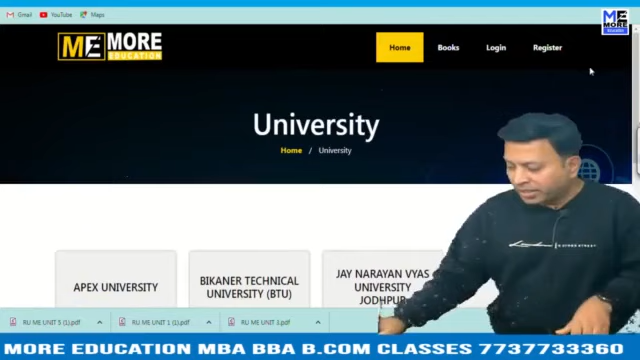 Gmail YouTube Maps
ME MORE
EDUCATION
Home Books Login Register
ME
MORE
University
Home / University
APEX UNIVERSITY
BIKANER TECHNICAL
UNIVERSITY (BTU)
JAY NARAYAN VYAS
UNIVERSITY
JODHPUR
RU ME UNIT 5 (1).pdf RU ME UNIT 1 (1).pdf RU ME UNIT 3.pdf
MORE EDUCATION MBA BBA B.COM CLASSES 7737733360